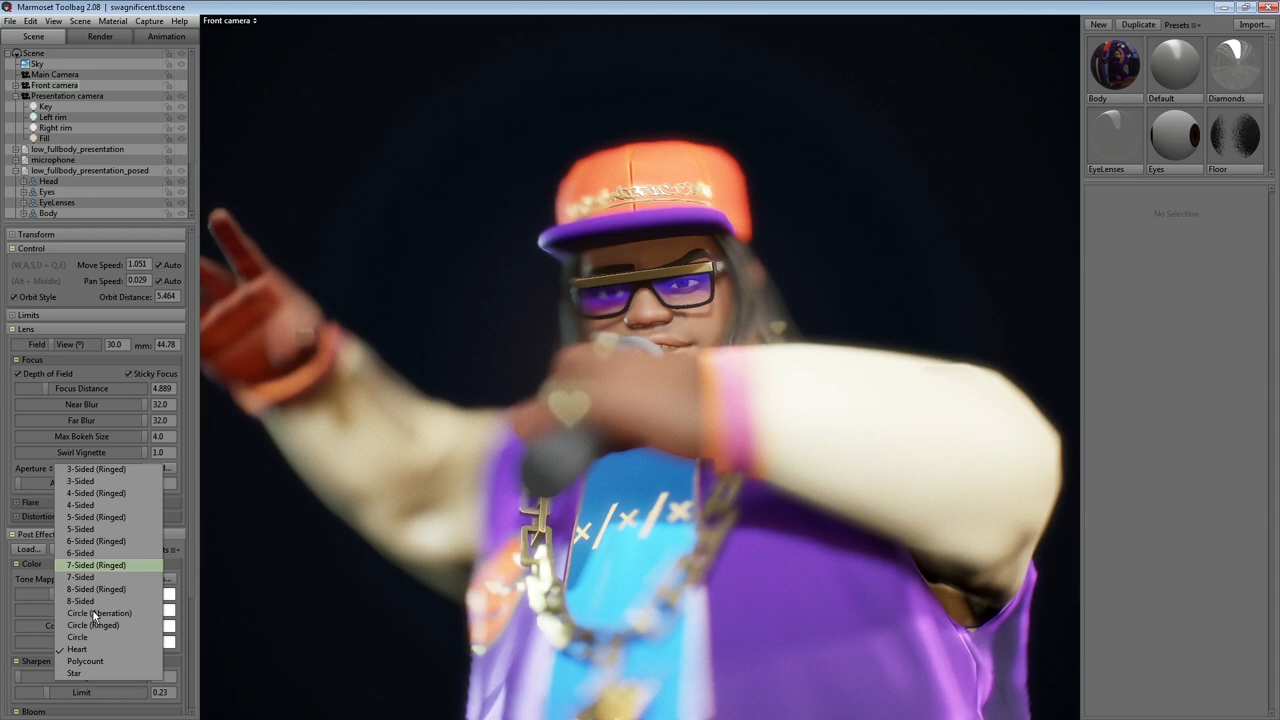 Marmoset Toolbag 2.08 | swagnificent.tbscene
File Edit View Scene Material Capture Help
Scene Render Animation
Scene
Sky
Main Camera
Front camera
Presentation camera
Key
Left rim
Right rim
Fill
low_fullbody_presentation
microphone
low_fullbody_presentation_posed
Head
Eyes
EyeLenses
Body
Transform
Control
(W,A,S,D + Q,E) Move Speed: 1.051 Auto
(Alt + Middle) Pan Speed: 0.029 Auto
Orbit Style Orbit Distance: 5.464
Limits
Lens
Field View (º) 30.0 mm: 44.78
Focus
Depth of Field Sticky Focus
Focus Distance 4.889
Near Blur 32.0
Far Blur 32.0
Max Bokeh Size 4.0
Swirl Vignette 1.0
Aperture
3-Sided (Ringed)
3-Sided
4-Sided (Ringed)
4-Sided
5-Sided (Ringed)
5-Sided
6-Sided (Ringed)
6-Sided
7-Sided (Ringed)
7-Sided
8-Sided (Ringed)
8-Sided
Circle (Aberration)
Circle (Ringed)
Circle
Heart
Polycount
Star
Flare
Distortion
Post Effec
Load...
Color
Tone Mapp
Co
Sharpen
Limit 0.23
Bloom
Front camera
x/x/x
New Duplicate Presets Import...
Body Default Diamonds
EyeLenses Eyes Floor
No Selection